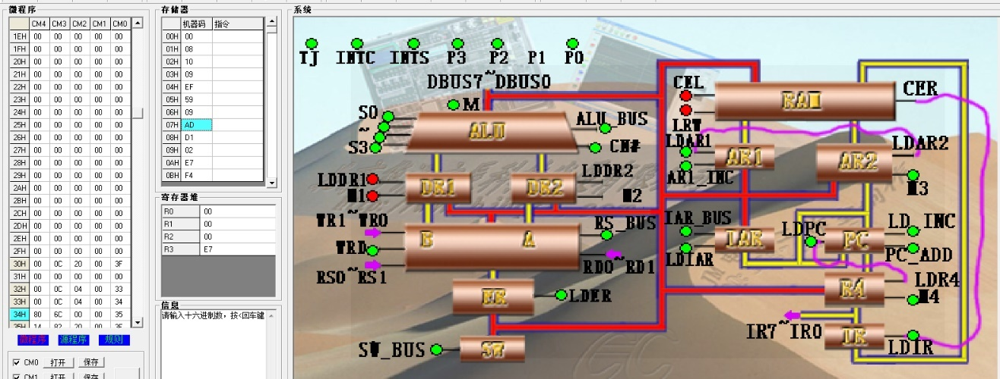 微程序
CM4 CM3 CM2 CM1 CM0
1EH 00 00 00 00 00
1FH 00 00 00 00 00
20H 00 00 00 00 00
21H 00 00 00 00 00
22H 00 00 00 00 00
23H 00 00 00 00 00
24H 00 00 00 00 00
25H 00 00 00 00 00
26H 00 00 00 00 00
27H 00 00 00 00 00
28H 00 00 00 00 00
29H 00 00 00 00 00
2AH 00 00 00 00 00
2BH 00 00 00 00 00
2CH 00 00 00 00 00
2DH 00 00 00 00 00
2EH 00 00 00 00 00
2FH 00 00 00 00 00
30H 00 0C 20 00 3F
31H 00 00 00 00 00
32H 00 0C 04 00 33
33H 00 0C 04 00 34
34H 80 6C 00 00 35
35H 14 82 20 00 3F
微程序 源程序 规则
CM0 打开 保存
CM1 打开 保存
存储器
机器码 指令
00H 00
01H 08
02H 10
03H 09
04H EF
05H 59
06H 09
07H AD
08H D1
09H 02
0AH E7
0BH F4
寄存器堆
R0 00
R1 00
R2 00
R3 E7
信息
请输入十六进制数，按<回车键
系统
TJ INTC INTS P3 P2 P1 P0
DBUS7~DBUS0
CEL
RAM
CER
M
S0
~
S3
ALU
ALU_BUS
CN#
LRW
LDAR1
AR1
AR1_INC
LDAR2
AR2
M3
LDDR1
M1
DR1
DR2
LDDR2
M2
WR1~WR0
WRD
RS0~RS1
B A
RS_BUS
RD0~RD1
IAR_BUS
IAR
LDIAR
LDPC
PC
LD_INC
PC_ADD
ER
LDER
R4
LDR4
M4
IR7~IR0
IR
LDIR
SW_BUS
SW